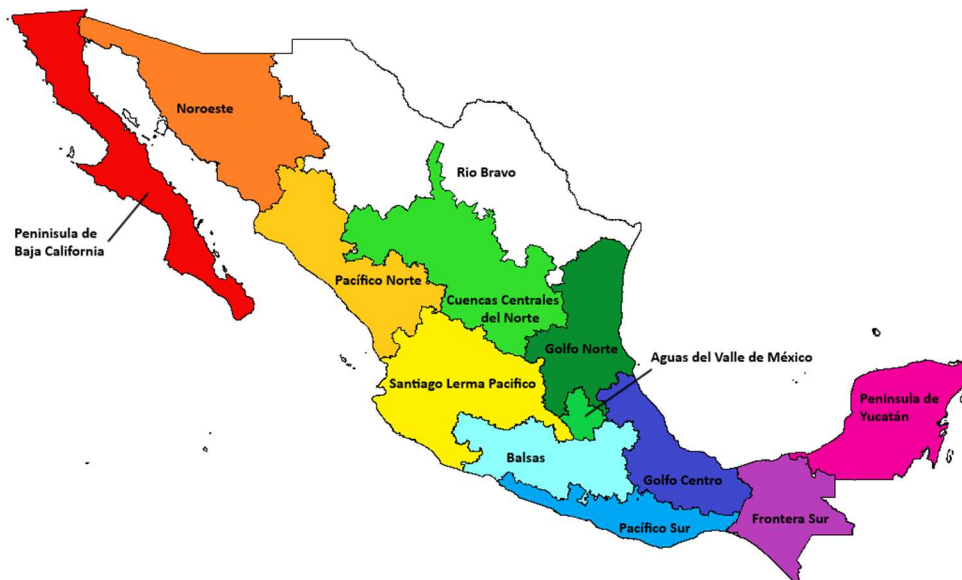 Noroeste
Rio Bravo
Peninisula de
Baja California
Pacífico Norte
Cuencas Centrales
del Norte
Golfo Norte
Aguas del Valle de México
Santiago Lerma Pacifico
Peninsula de
Yucatán
Balsas
Golfo Centro
Pacífico Sur
Frontera Sur